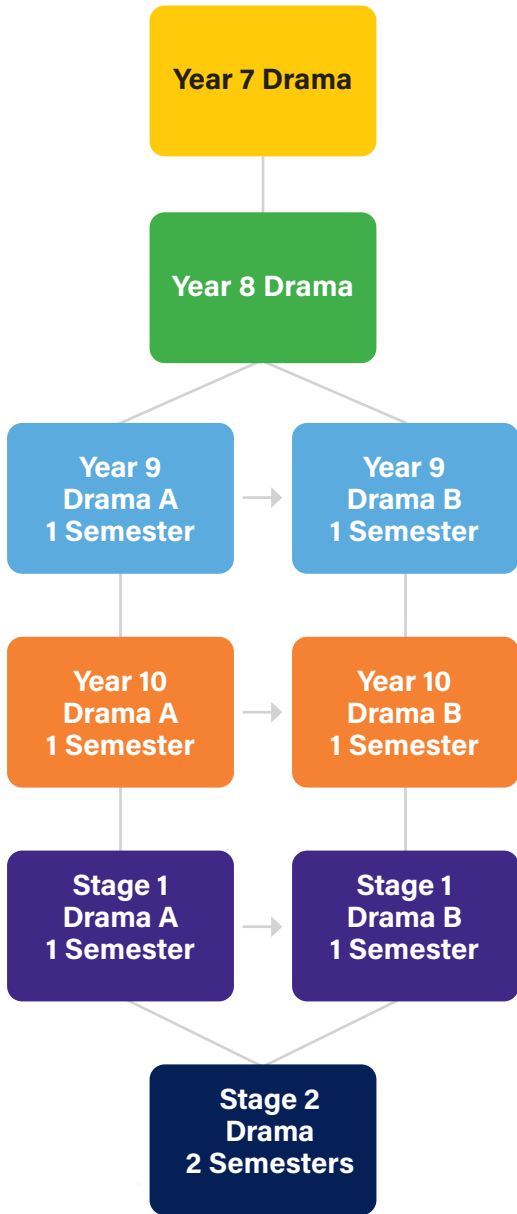 Year 7 Drama
Year 8 Drama
Year 9
Drama A
1 Semester
Year 9
Drama B
1 Semester
Year 10
Drama A
1 Semester
Year 10
Drama B
1 Semester
Stage 1
Drama A
1 Semester
Stage 1
Drama B
1 Semester
Stage 2
Drama
2 Semesters